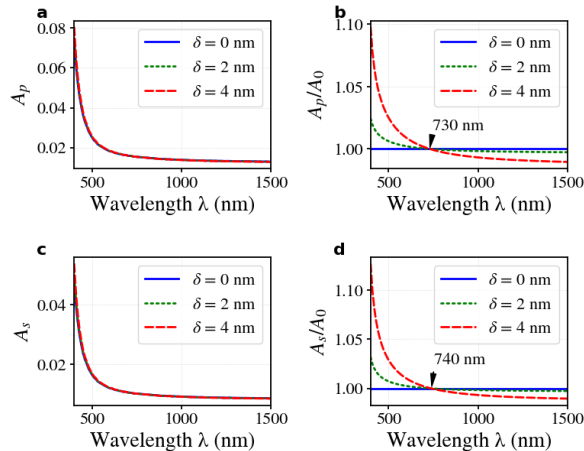 a
0.08
0.06
0.04
0.02
A_p
δ = 0 nm
δ = 2 nm
δ = 4 nm
500
1000
1500
Wavelength λ (nm)
b
1.10
1.05
1.00
A_p/A_0
δ = 0 nm
δ = 2 nm
δ = 4 nm
730 nm
500
1000
1500
Wavelength λ (nm)
c
0.04
0.02
A_s
δ = 0 nm
δ = 2 nm
δ = 4 nm
500
1000
1500
Wavelength λ (nm)
d
1.10
1.05
1.00
A_s/A_0
δ = 0 nm
δ = 2 nm
δ = 4 nm
740 nm
500
1000
1500
Wavelength λ (nm)